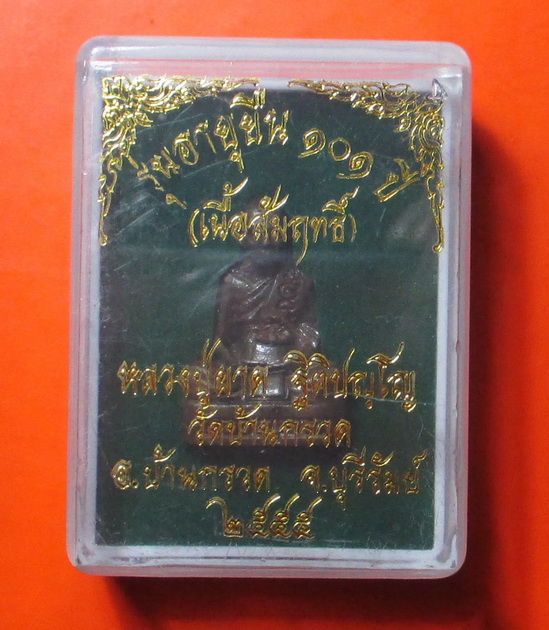 รุ่นอายุยืน ๑๐๑ ปี
(เนื้อสัมฤทธิ์)
หลวงปู่ผาด ฐิติปญฺโญ
วัดบ้านกรวด
อ.บ้านกรวด จ.บุรีรัมย์
๒๕๕๕